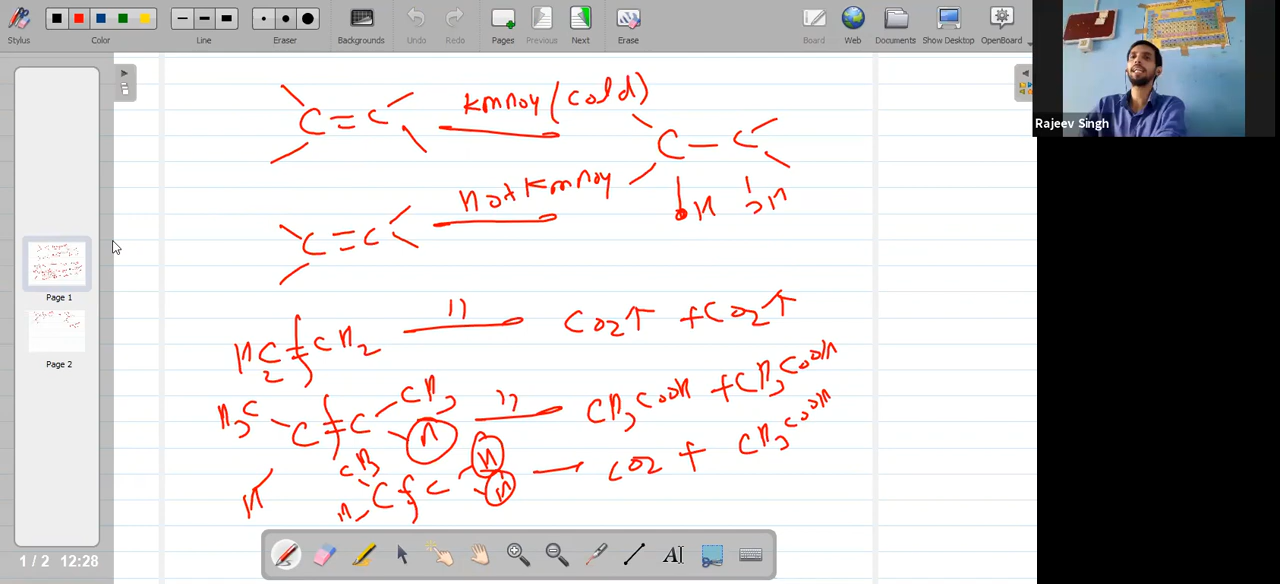 Stylus
Color
Line
Eraser
Backgrounds
Undo
Redo
Pages
Previous
Next
Erase
Board
Web
Documents
Show Desktop
OpenBoard
Rajeev Singh
C=C KMnO4 (cold) C—C
OH OH
C=C Hot KMnO4
H2C=CH2 11 CO2↑ + CO2↑
H3C C=C CH3 H 11 CH3COOH + CH3COOH
H
CH3 H C=C H H → CO2 + CH3COOH
Page 1
Page 2
1 / 2 12:28